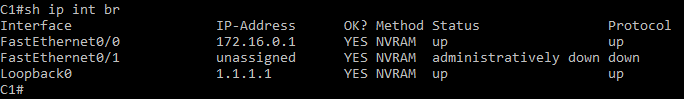 C1#sh ip int br
Interface IP-Address OK? Method Status Protocol
FastEthernet0/0 172.16.0.1 YES NVRAM up up
FastEthernet0/1 unassigned YES NVRAM administratively down down
Loopback0 1.1.1.1 YES NVRAM up up
C1#